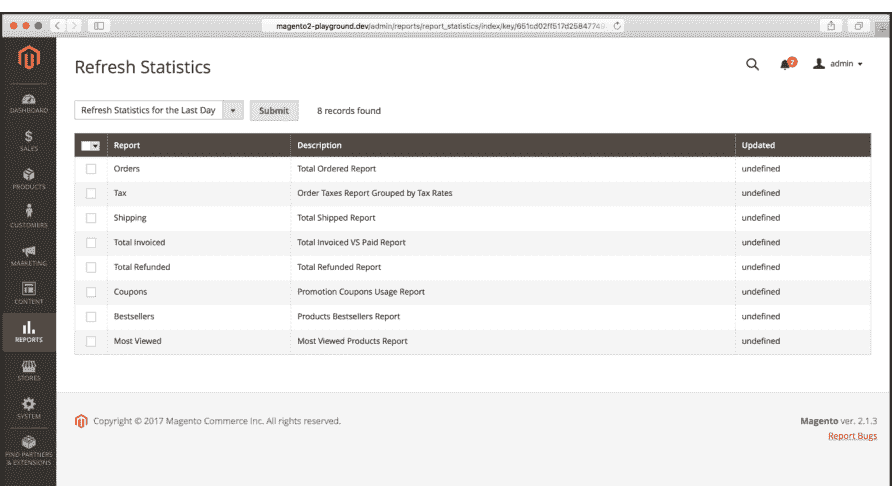 magento2-playground.dev/admin/reports/report_statistics/index/key/651cd02ff517d25847749
Refresh Statistics
7
admin
DASHBOARD
SALES
PRODUCTS
CUSTOMERS
MARKETING
CONTENT
REPORTS
STORES
SYSTEM
FIND PARTNERS
& EXTENSIONS
Refresh Statistics for the Last Day
Submit
8 records found
Report Description Updated
Orders Total Ordered Report undefined
Tax Order Taxes Report Grouped by Tax Rates undefined
Shipping Total Shipped Report undefined
Total Invoiced Total Invoiced VS Paid Report undefined
Total Refunded Total Refunded Report undefined
Coupons Promotion Coupons Usage Report undefined
Bestsellers Products Bestsellers Report undefined
Most Viewed Most Viewed Products Report undefined
Copyright © 2017 Magento Commerce Inc. All rights reserved.
Magento ver. 2.1.3
Report Bugs